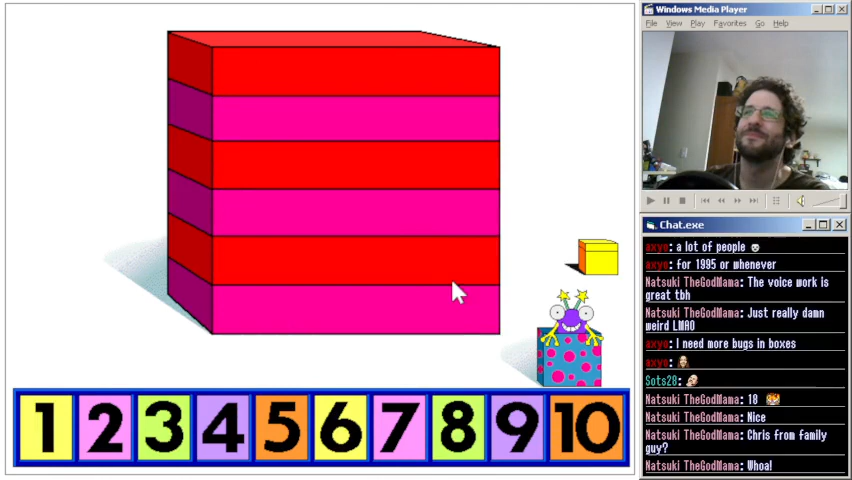 Windows Media Player
File View Play Favorites Go Help
Chat.exe
axyo: a lot of people
axyo: for 1995 or whenever
Natsuki TheGodMama: The voice work is
great tbh
Natsuki TheGodMama: Just really damn
weird LMAO
axyo: I need more bugs in boxes
axyo:
Sots28:
Natsuki TheGodMama: 18
Natsuki TheGodMama: Nice
Natsuki TheGodMama: Chris from family
guy?
Natsuki TheGodMama: Whoa!
1 2 3 4 5 6 7 8 9 10